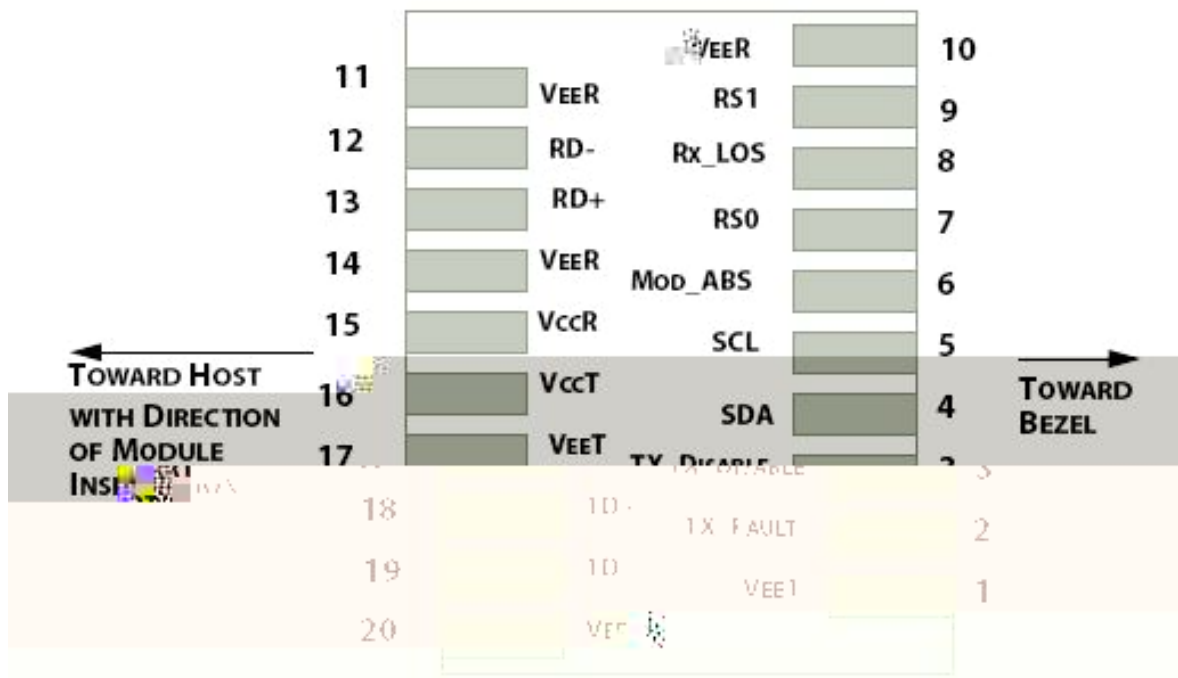 VEER 10
11 VEER RS1 9
12 RD- Rx_LOS 8
13 RD+ RS0 7
14 VEER MOD_ABS 6
15 VCCR SCL 5
TOWARD HOST
WITH DIRECTION
OF MODULE
16 VCCT SDA 4
TOWARD
BEZEL
17 VEET TX_DISABLE 3
18 TX_FAULT 2
19 1
20